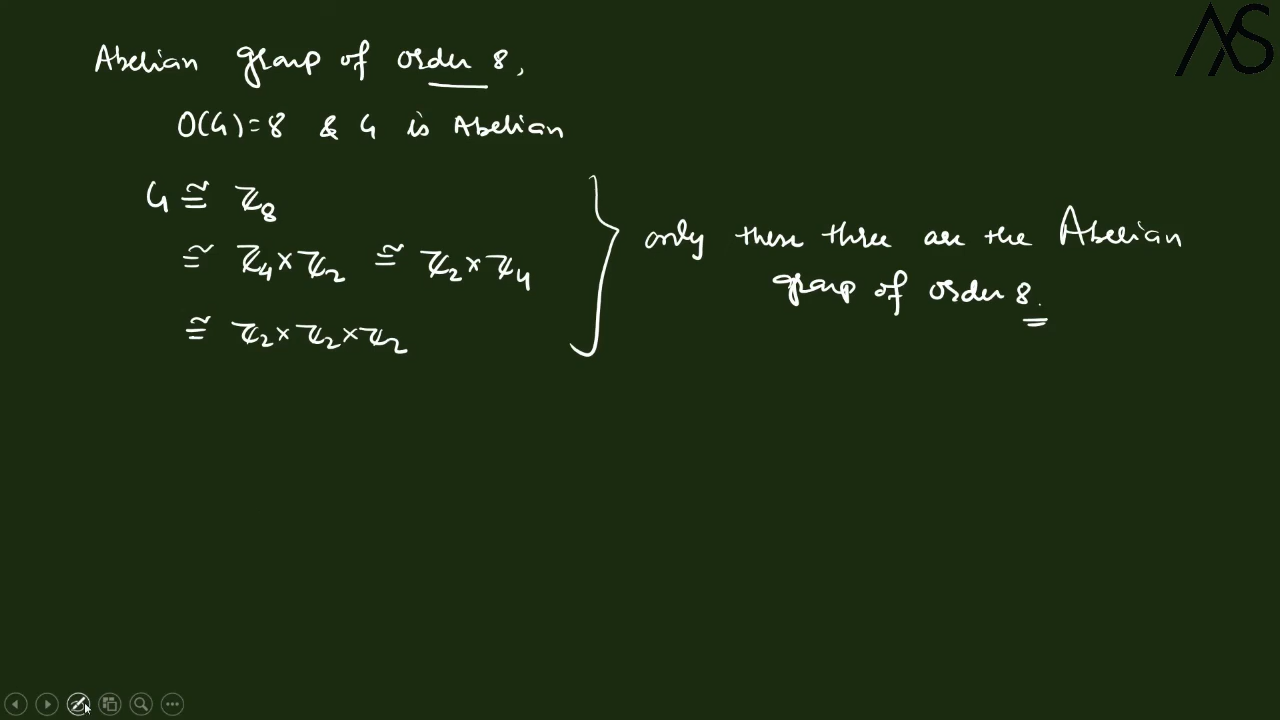 Abelian group of order 8,
O(G)=8 & G is Abelian
G ≅ ℤ₈
≅ ℤ₄×ℤ₂ ≅ ℤ₂×ℤ₄
≅ ℤ₂×ℤ₂×ℤ₂
only these three are the Abelian
group of order 8.
AS